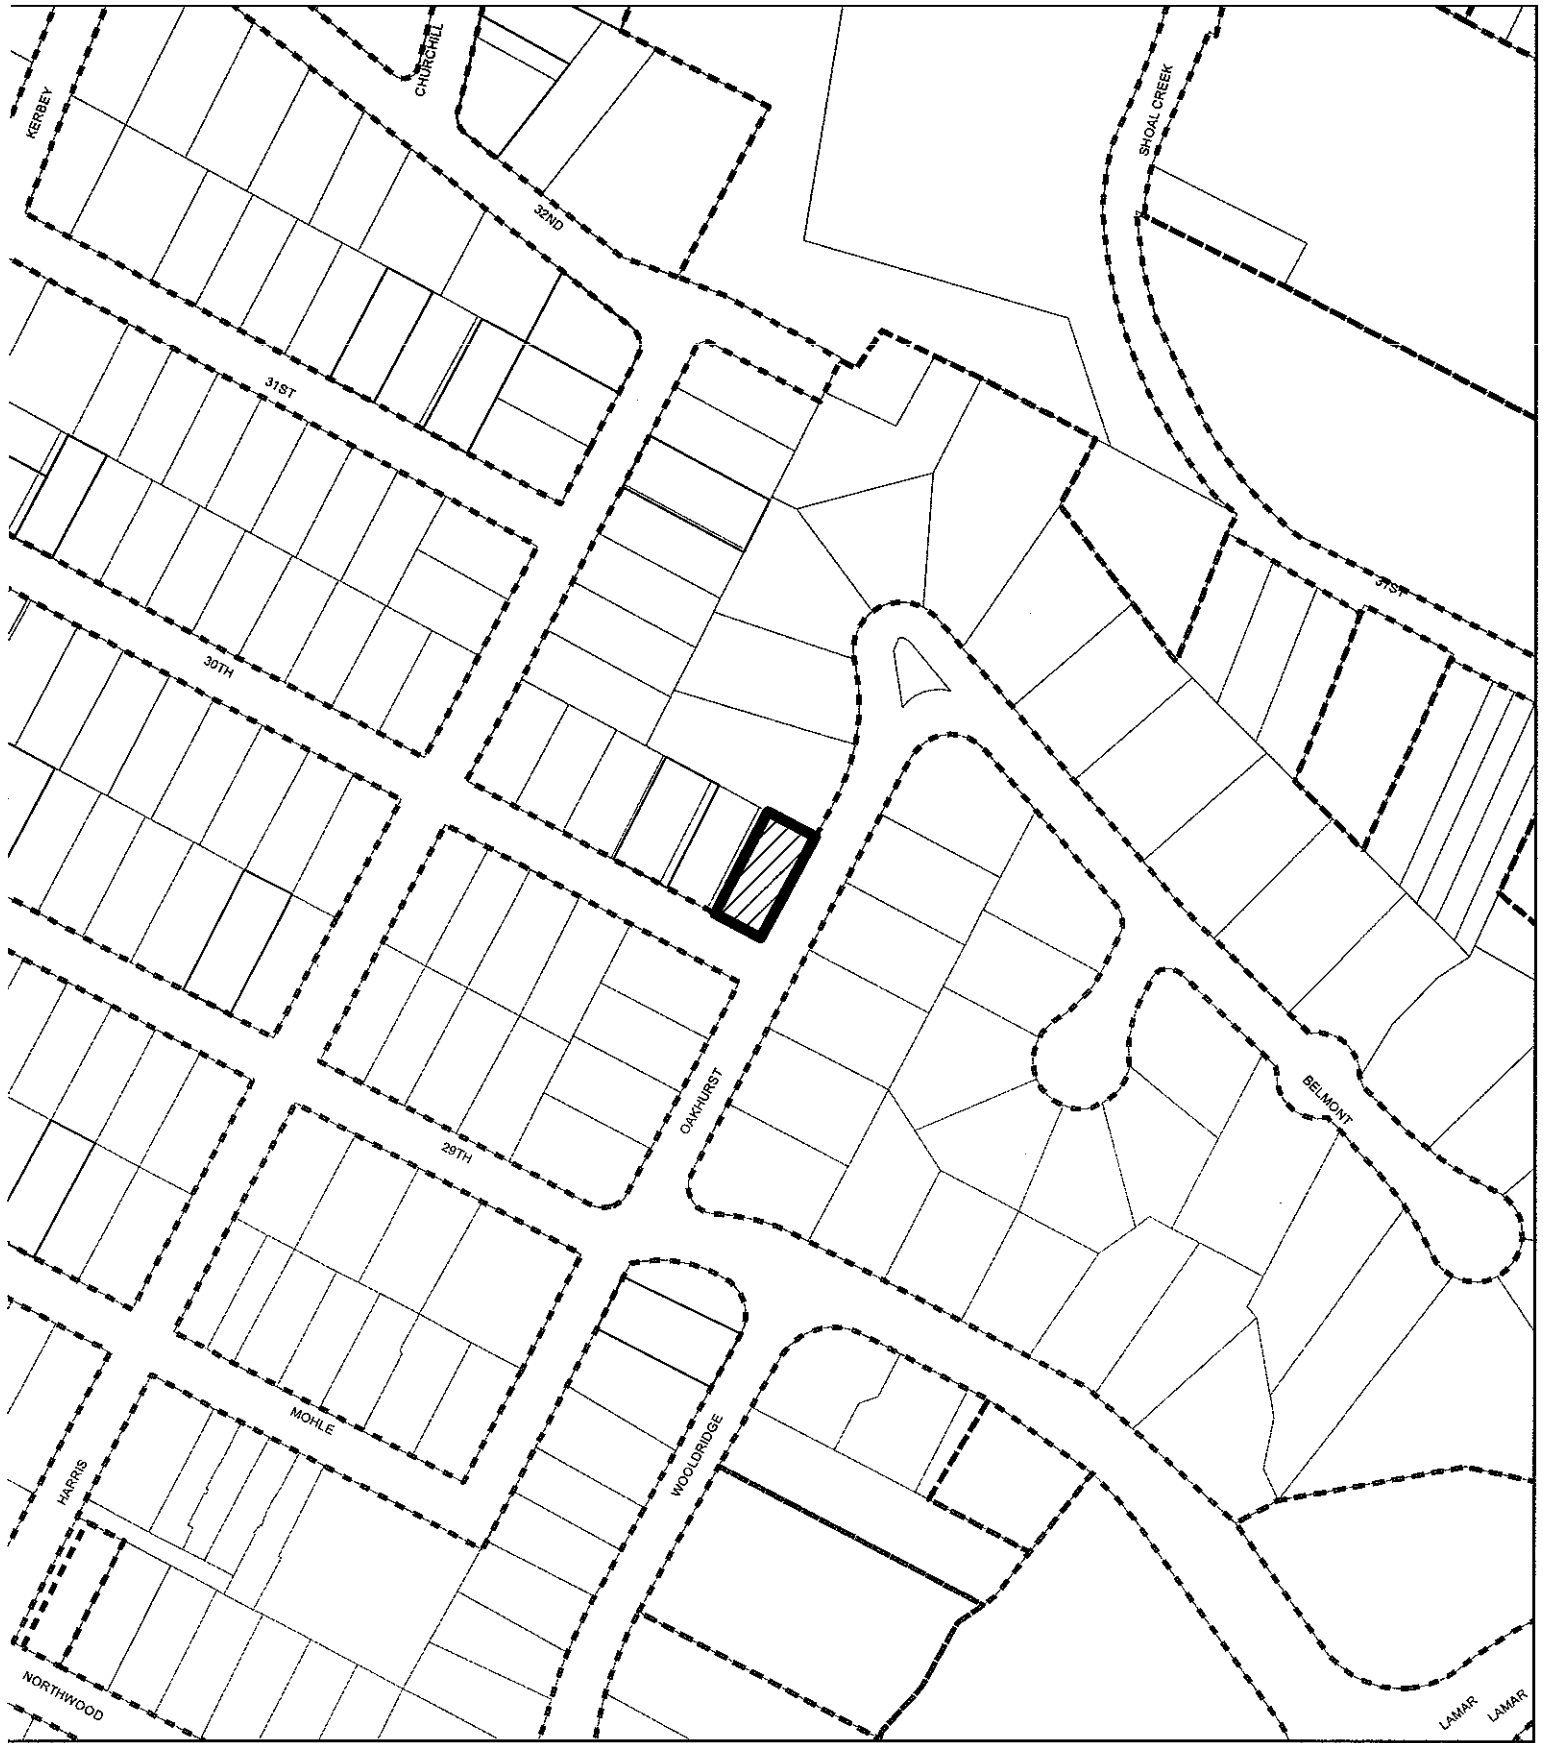 CHURCHILL
KERBEY
SHOAL CREEK
32ND
31ST
31ST
30TH
OAKHURST
BELMONT
29TH
MOHLE
WOOLDRIDGE
HARRIS
NORTHWOOD
LAMAR
LAMAR